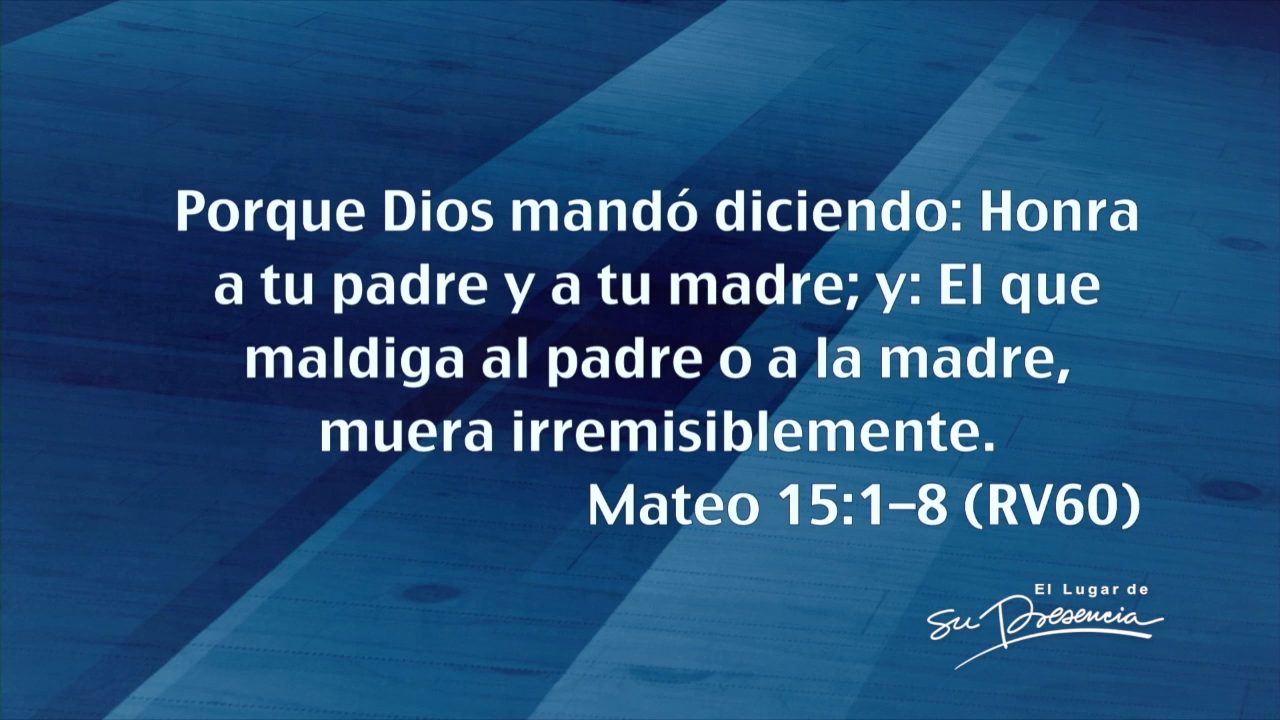 Porque Dios mandó diciendo: Honra
a tu padre y a tu madre; y: El que
maldiga al padre o a la madre,
muera irremisiblemente.
Mateo 15:1–8 (RV60)
El Lugar de
Su Presencia